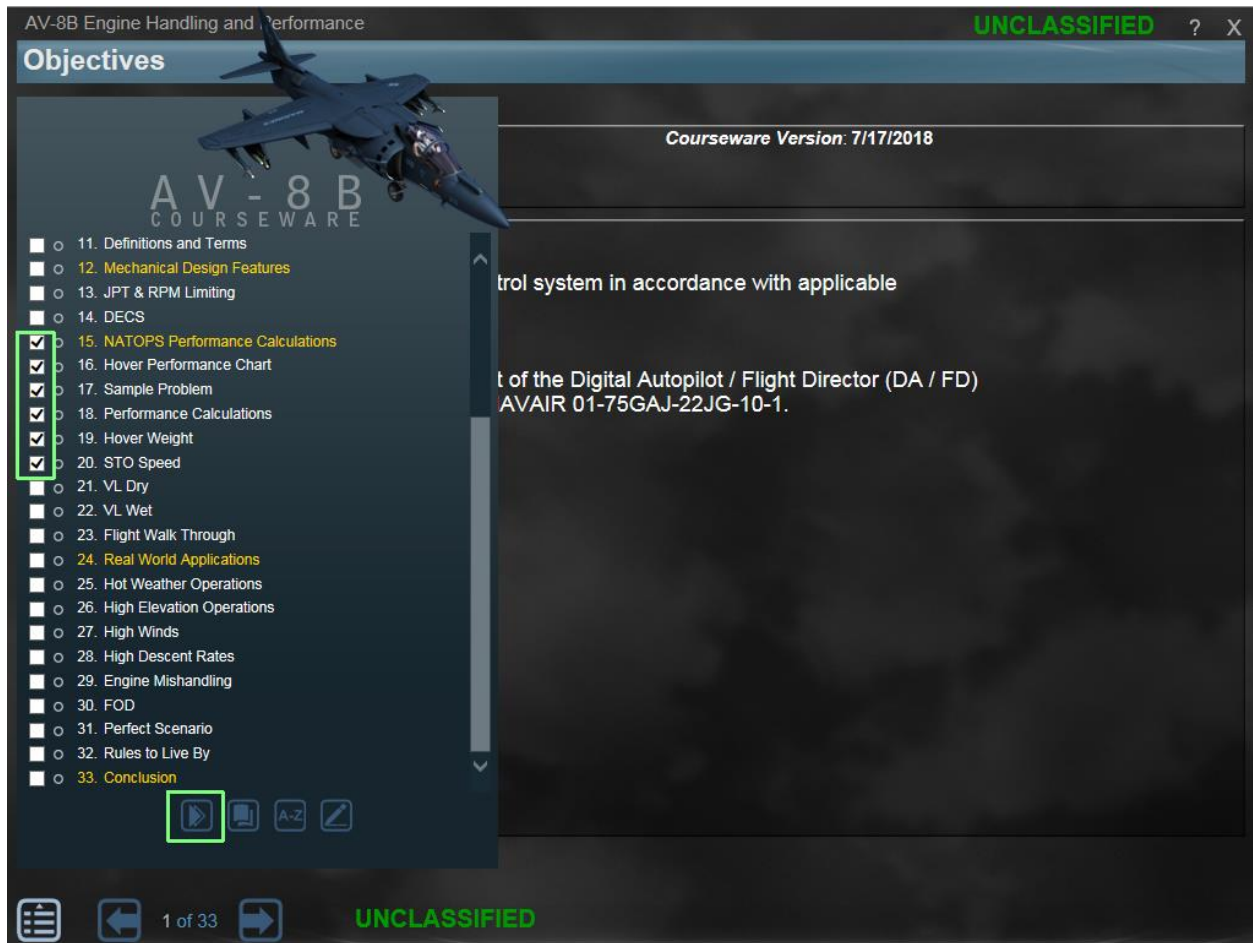 AV-8B Engine Handling and Performance
UNCLASSIFIED ? X
Objectives
Courseware Version: 7/17/2018
AV-8B
COURSEWARE
11. Definitions and Terms
12. Mechanical Design Features
13. JPT & RPM Limiting
14. DECS
15. NATOPS Performance Calculations
16. Hover Performance Chart
17. Sample Problem
18. Performance Calculations
19. Hover Weight
20. STO Speed
21. VL Dry
22. VL Wet
23. Flight Walk Through
24. Real World Applications
25. Hot Weather Operations
26. High Elevation Operations
27. High Winds
28. High Descent Rates
29. Engine Mishandling
30. FOD
31. Perfect Scenario
32. Rules to Live By
33. Conclusion
A-Z
trol system in accordance with applicable
t of the Digital Autopilot / Flight Director (DA / FD)
AVAIR 01-75GAJ-22JG-10-1.
1 of 33
UNCLASSIFIED